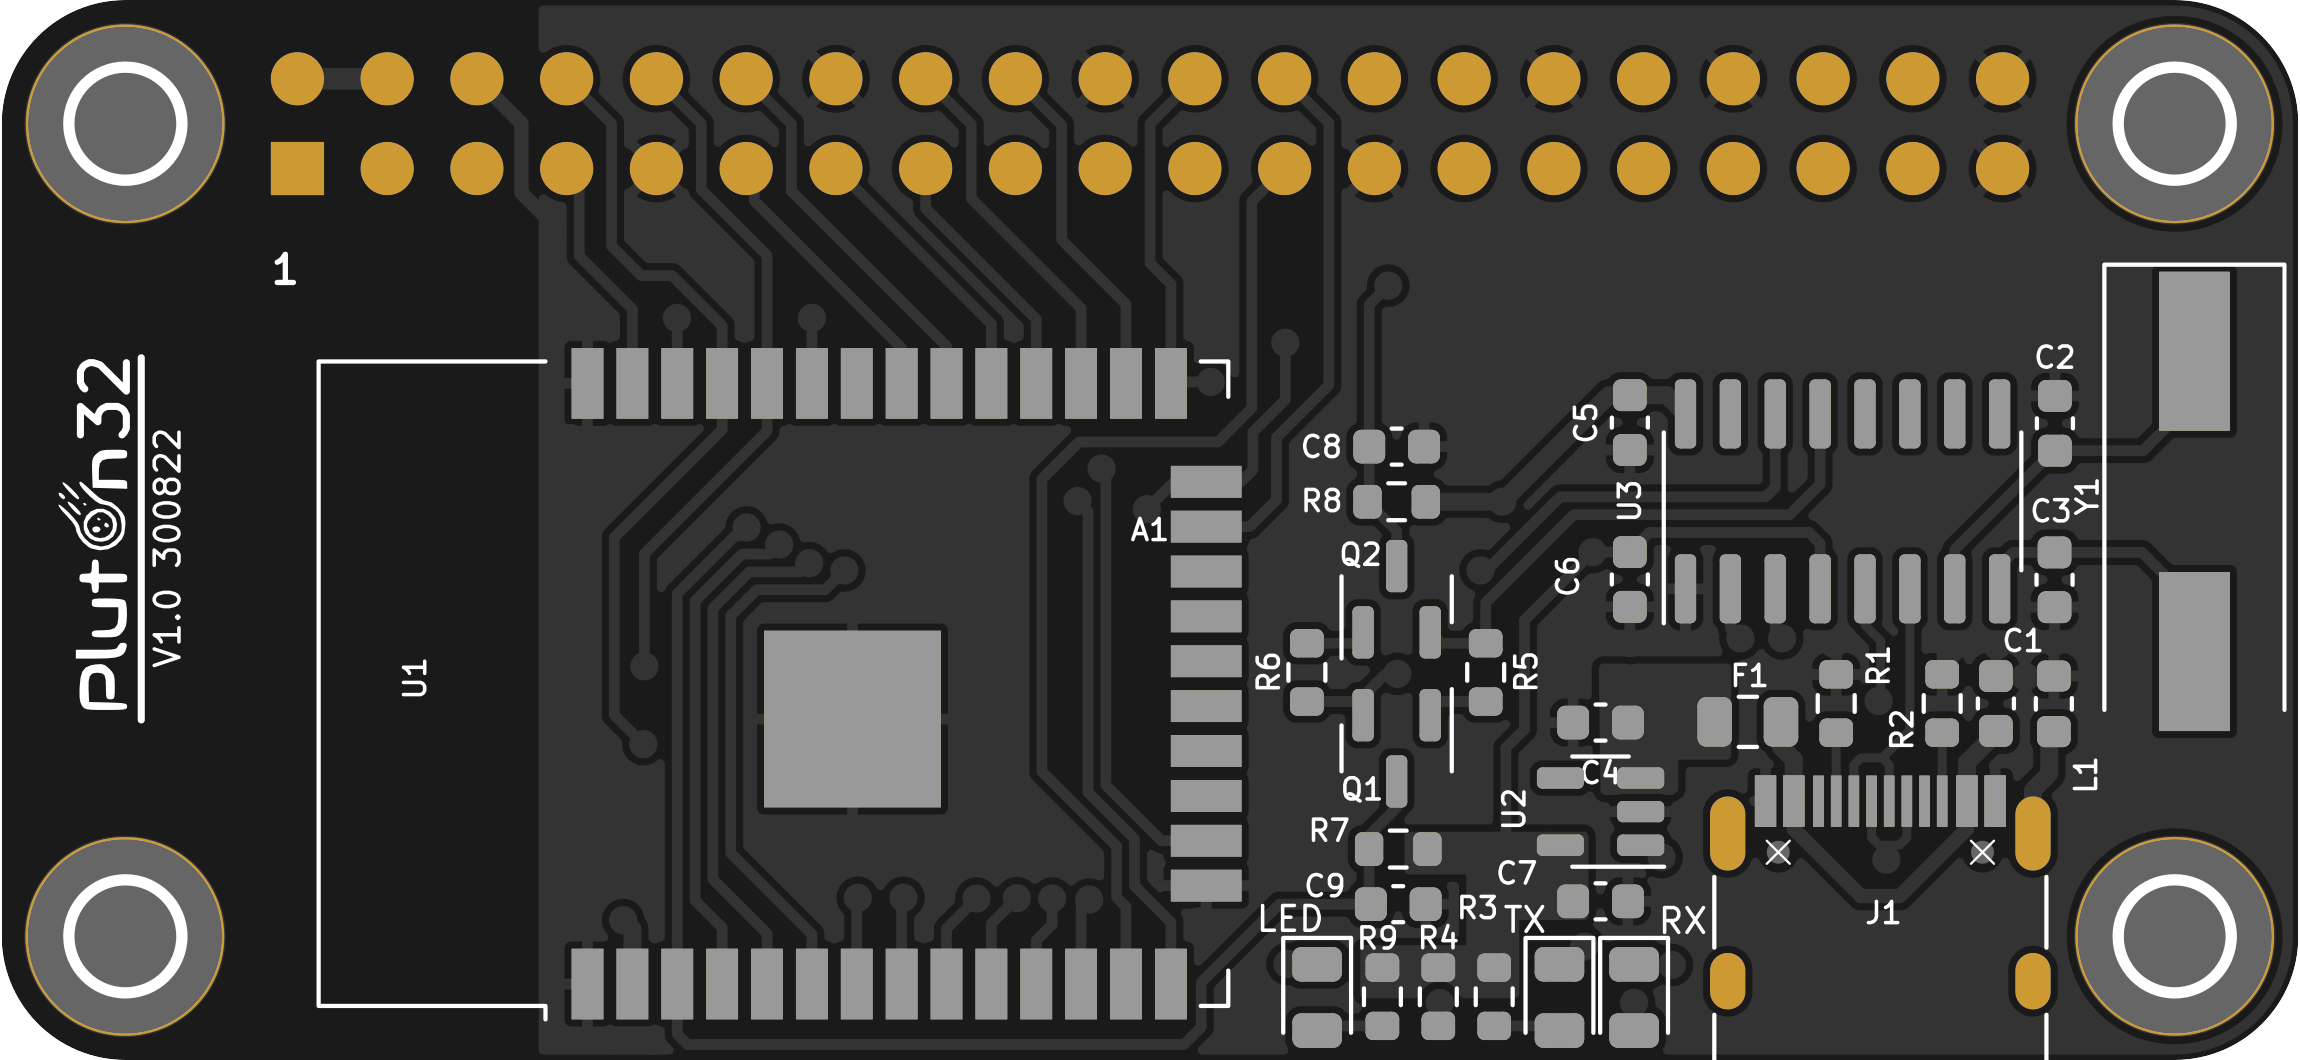 1
Plut n32
V1.0 300822
U1
A1
C8
R8
Q2
C5
U3
C6
C2
C3
Y1
C1
R6
R5
F1
R1
R2
L1
Q1
C4
U2
R7
C9
C7
R3
LED
TX
RX
R9
R4
J1